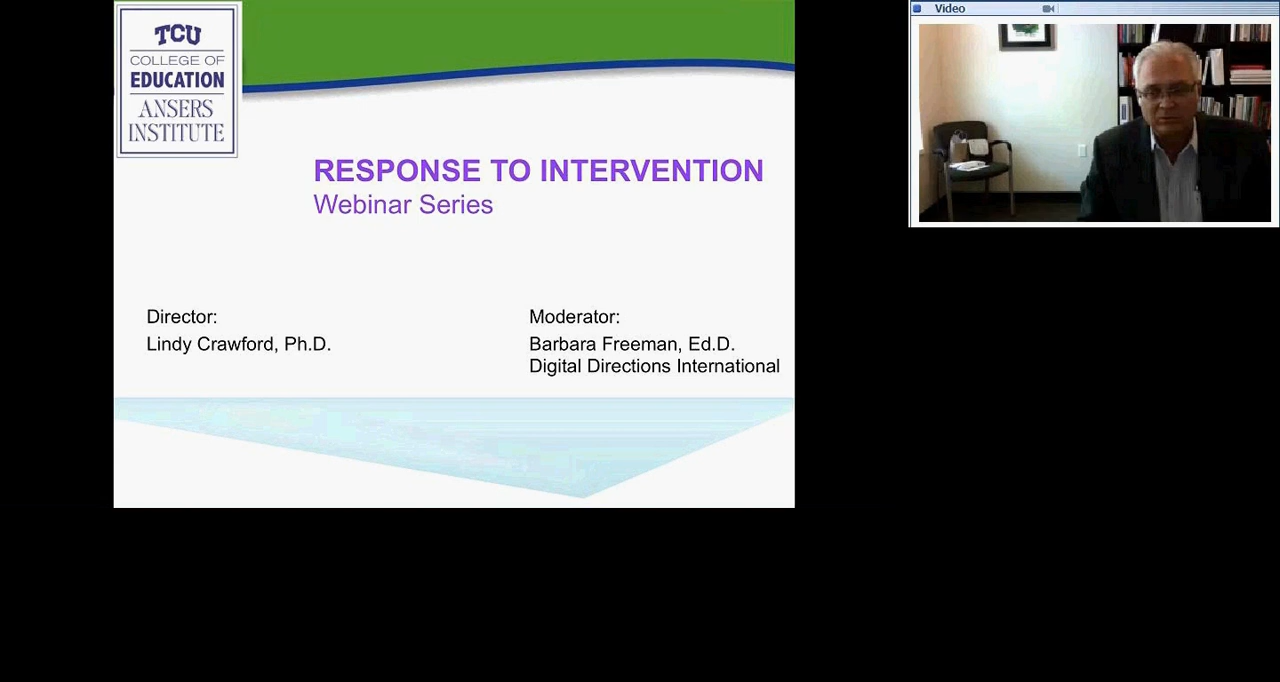 TCU
COLLEGE OF
EDUCATION
ANSERS
INSTITUTE
RESPONSE TO INTERVENTION
Webinar Series
Director:
Lindy Crawford, Ph.D.
Moderator:
Barbara Freeman, Ed.D.
Digital Directions International
Video